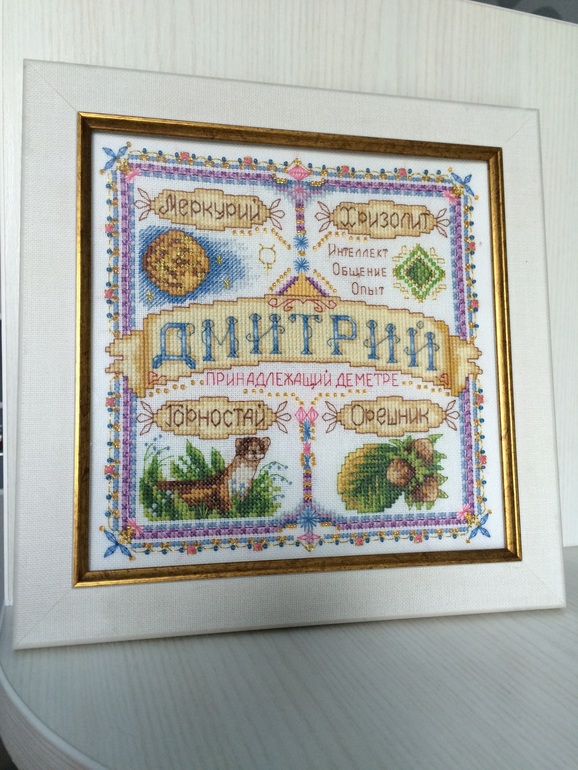 Меркурий
Хризолит
Интеллект
Общение
Опыт
ДМИТРИЙ
ПРИНАДЛЕЖАЩИЙ ДЕМЕТРЕ
Горностай
Орешник